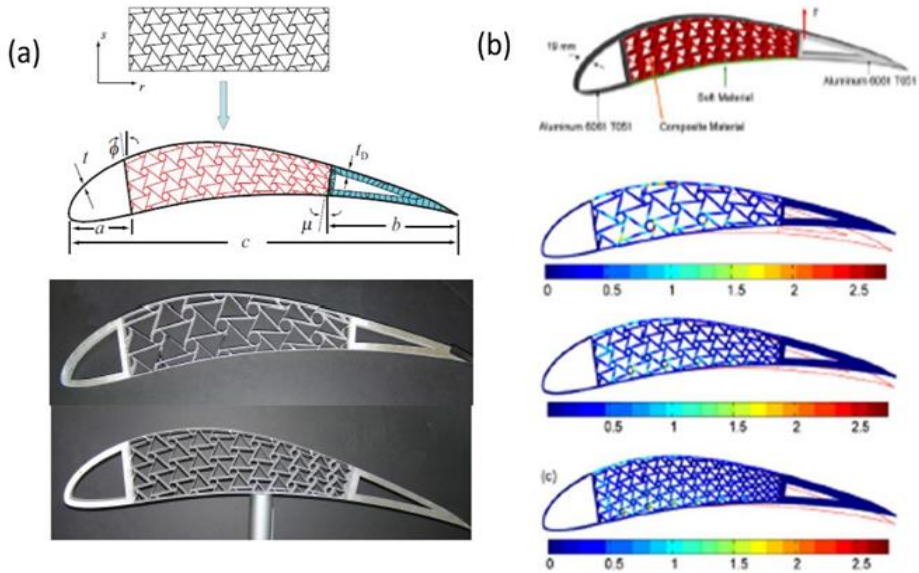 (a)
s
r
ϕ
t
t_D
a
μ
b
c
(b)
F
19 mm
Aluminum 6061 T651
Soft Material
Composite Material
Aluminum 6061 T651
0 0.5 1 1.5 2 2.5
0.5 1 1.5 2 2.5
(c)
0 0.5 1 1.5 2 2.5